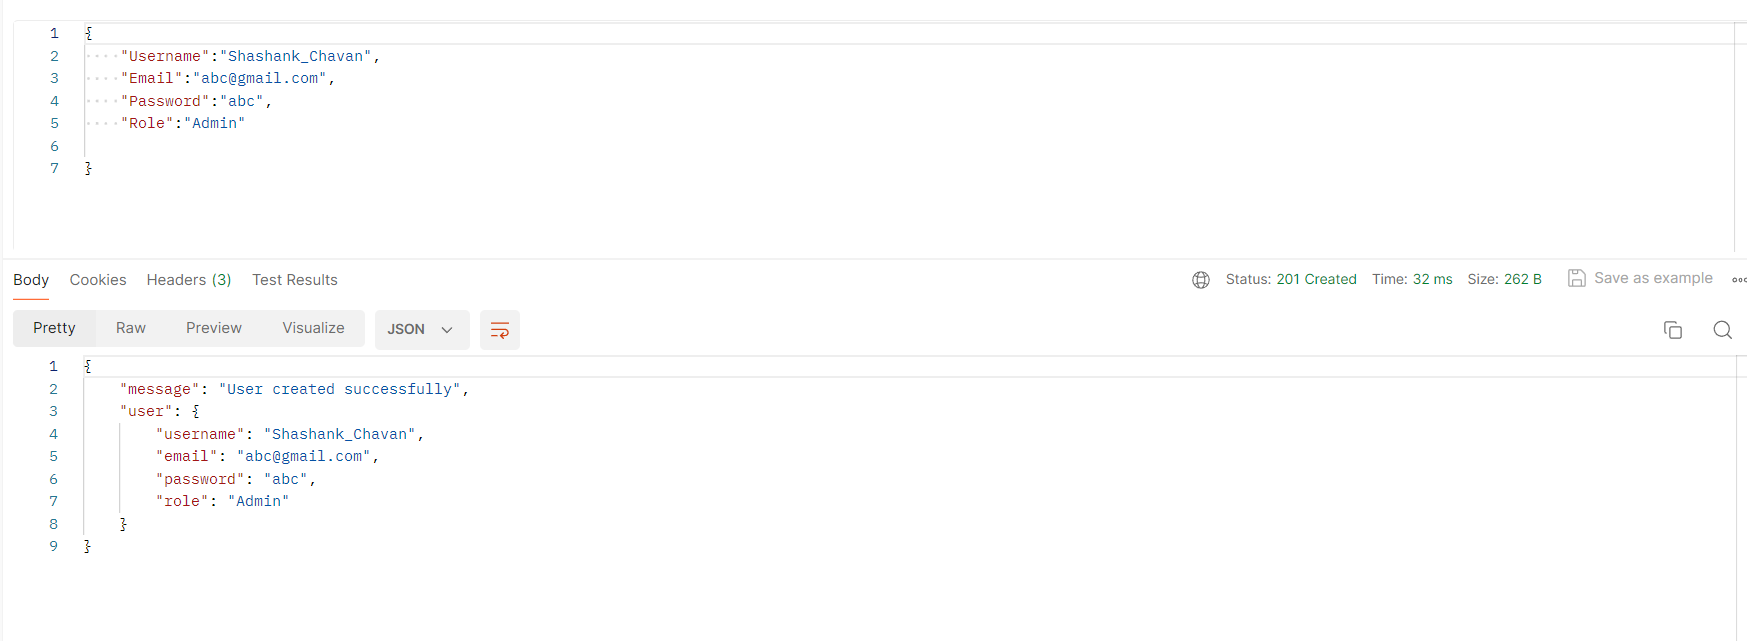 1 {
2 "Username":"Shashank_Chavan",
3 "Email":"abc@gmail.com",
4 "Password":"abc",
5 "Role":"Admin"
6
7 }
Body Cookies Headers (3) Test Results Status: 201 Created Time: 32 ms Size: 262 B Save as example
Pretty Raw Preview Visualize JSON
1 {
2 "message": "User created successfully",
3 "user": {
4 "username": "Shashank_Chavan",
5 "email": "abc@gmail.com",
6 "password": "abc",
7 "role": "Admin"
8 }
9 }